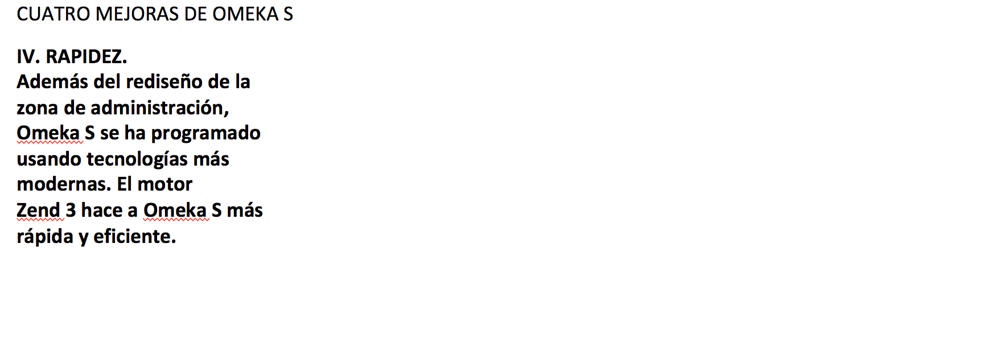 CUATRO MEJORAS DE OMEKA S
IV. RAPIDEZ.
Además del rediseño de la
zona de administración,
Omeka S se ha programado
usando tecnologías más
modernas. El motor
Zend 3 hace a Omeka S más
rápida y eficiente.